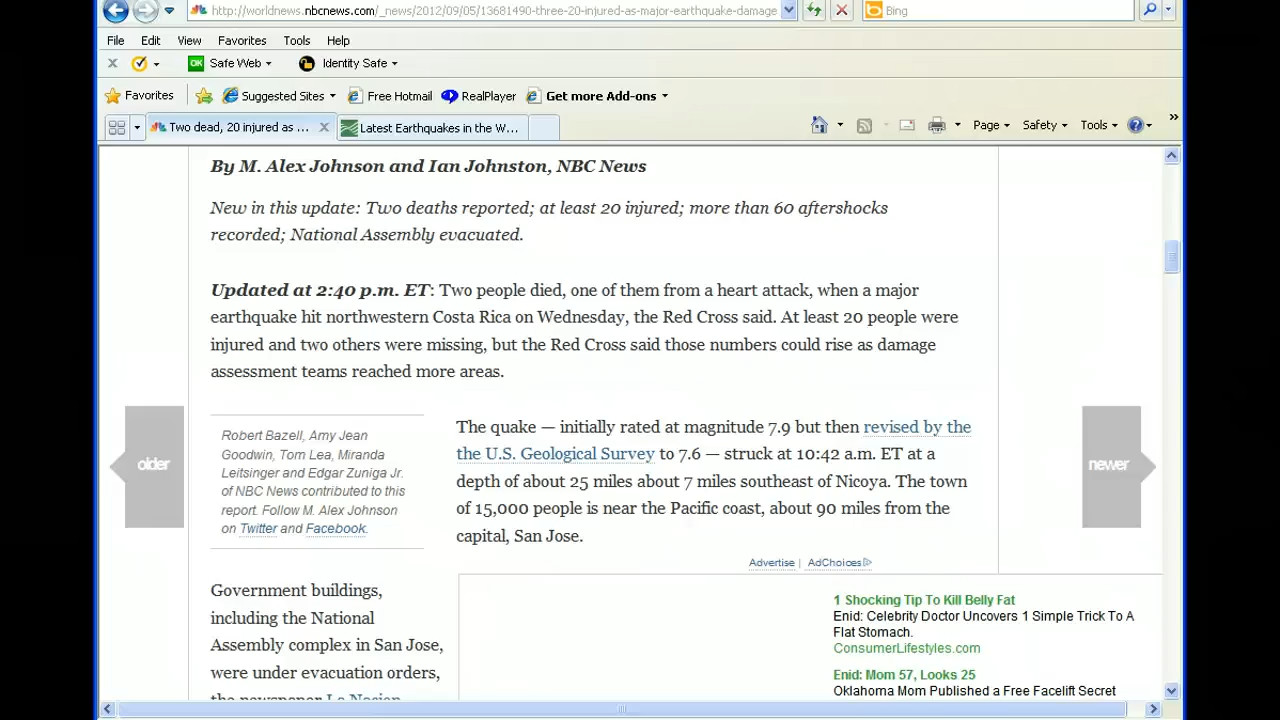 http://worldnews.nbcnews.com/_news/2012/09/05/13681490-three-20-injured-as-major-earthquake-damage
Bing
File Edit View Favorites Tools Help
x OK Safe Web Identity Safe
Favorites Suggested Sites Free Hotmail RealPlayer Get more Add-ons
Two dead, 20 injured as ... x Latest Earthquakes in the W... Page Safety Tools »
By M. Alex Johnson and Ian Johnston, NBC News
New in this update: Two deaths reported; at least 20 injured; more than 60 aftershocks
recorded; National Assembly evacuated.
Updated at 2:40 p.m. ET: Two people died, one of them from a heart attack, when a major
earthquake hit northwestern Costa Rica on Wednesday, the Red Cross said. At least 20 people were
injured and two others were missing, but the Red Cross said those numbers could rise as damage
assessment teams reached more areas.
older
Robert Bazell, Amy Jean
Goodwin, Tom Lea, Miranda
Leitsinger and Edgar Zuniga Jr.
of NBC News contributed to this
report. Follow M. Alex Johnson
on Twitter and Facebook.
The quake — initially rated at magnitude 7.9 but then revised by the
the U.S. Geological Survey to 7.6 — struck at 10:42 a.m. ET at a
depth of about 25 miles about 7 miles southeast of Nicoya. The town
of 15,000 people is near the Pacific coast, about 90 miles from the
capital, San Jose.
newer
Advertise | AdChoices
Government buildings,
including the National
Assembly complex in San Jose,
were under evacuation orders,
the newspaper La Nacion
1 Shocking Tip To Kill Belly Fat
Enid: Celebrity Doctor Uncovers 1 Simple Trick To A
Flat Stomach.
ConsumerLifestyles.com
Enid: Mom 57, Looks 25
Oklahoma Mom Published a Free Facelift Secret